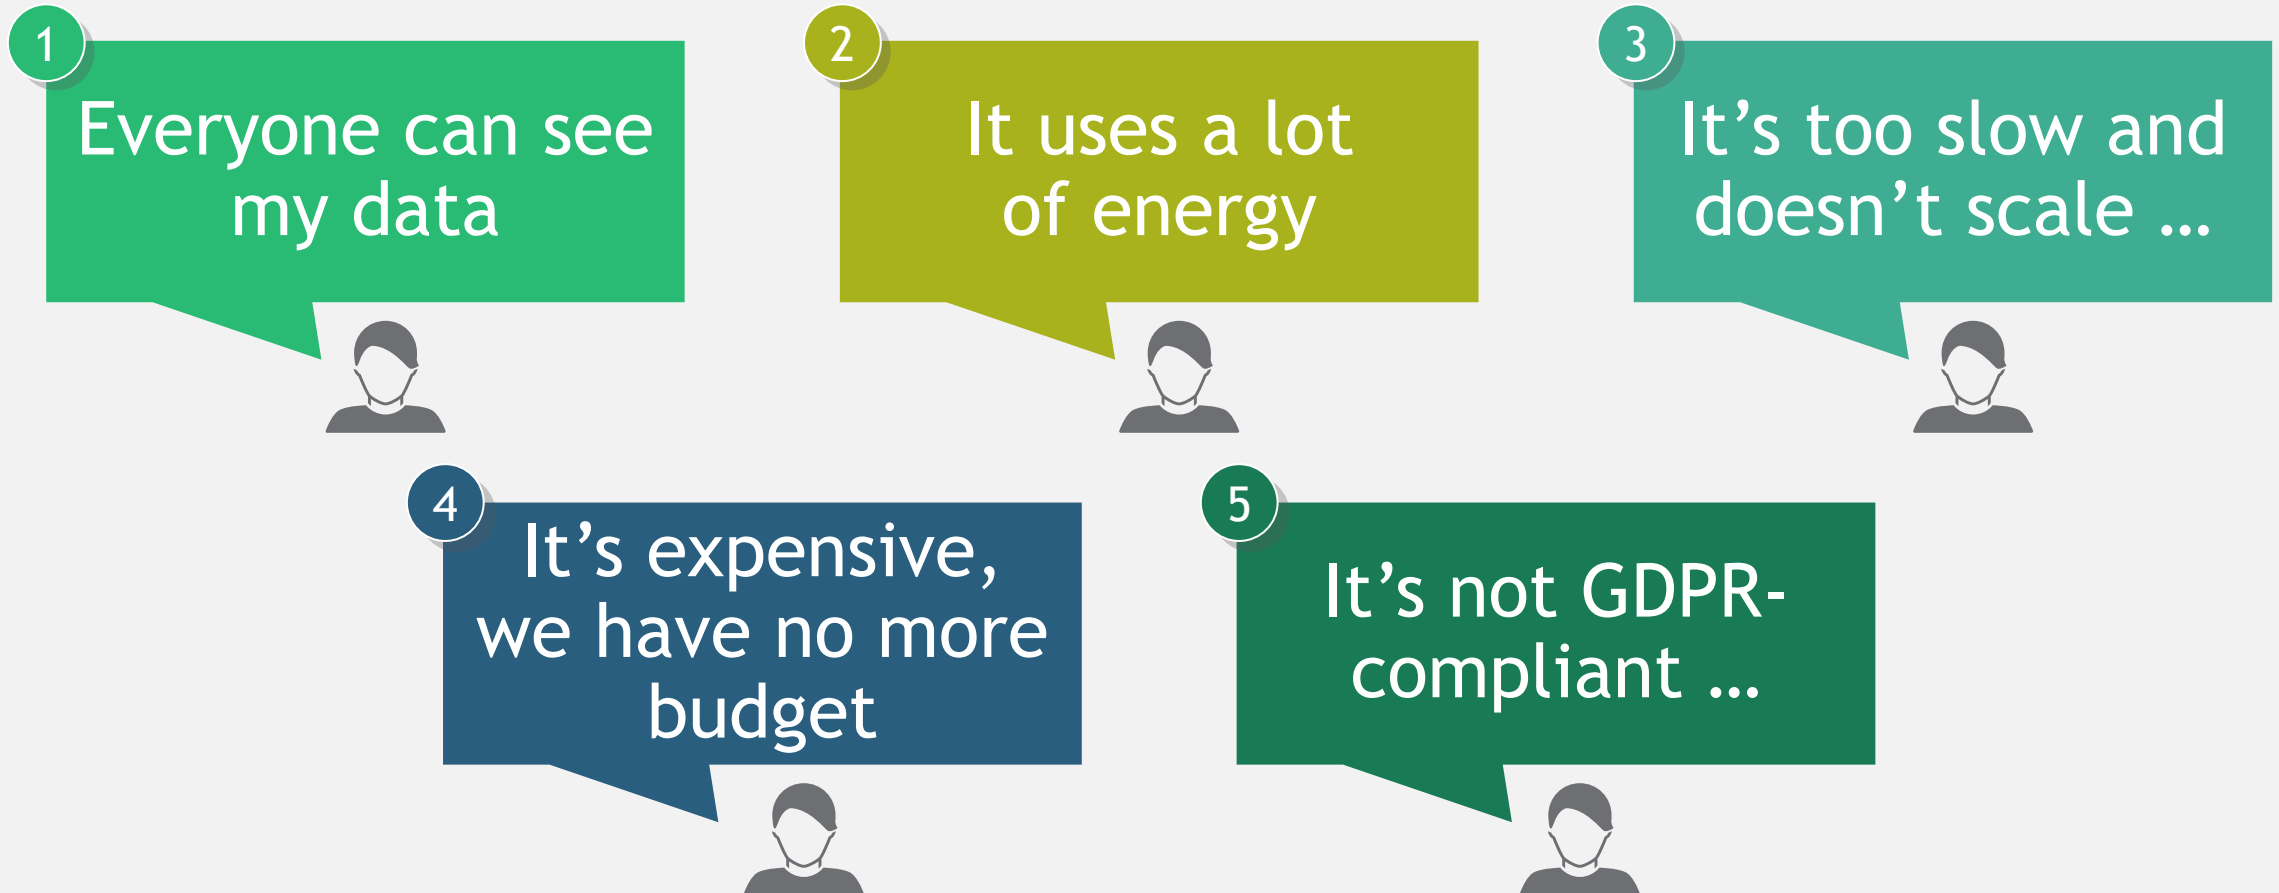 1
Everyone can see
my data
2
It uses a lot
of energy
3
It’s too slow and
doesn’t scale …
4
It’s expensive,
we have no more
budget
5
It’s not GDPR-
compliant …